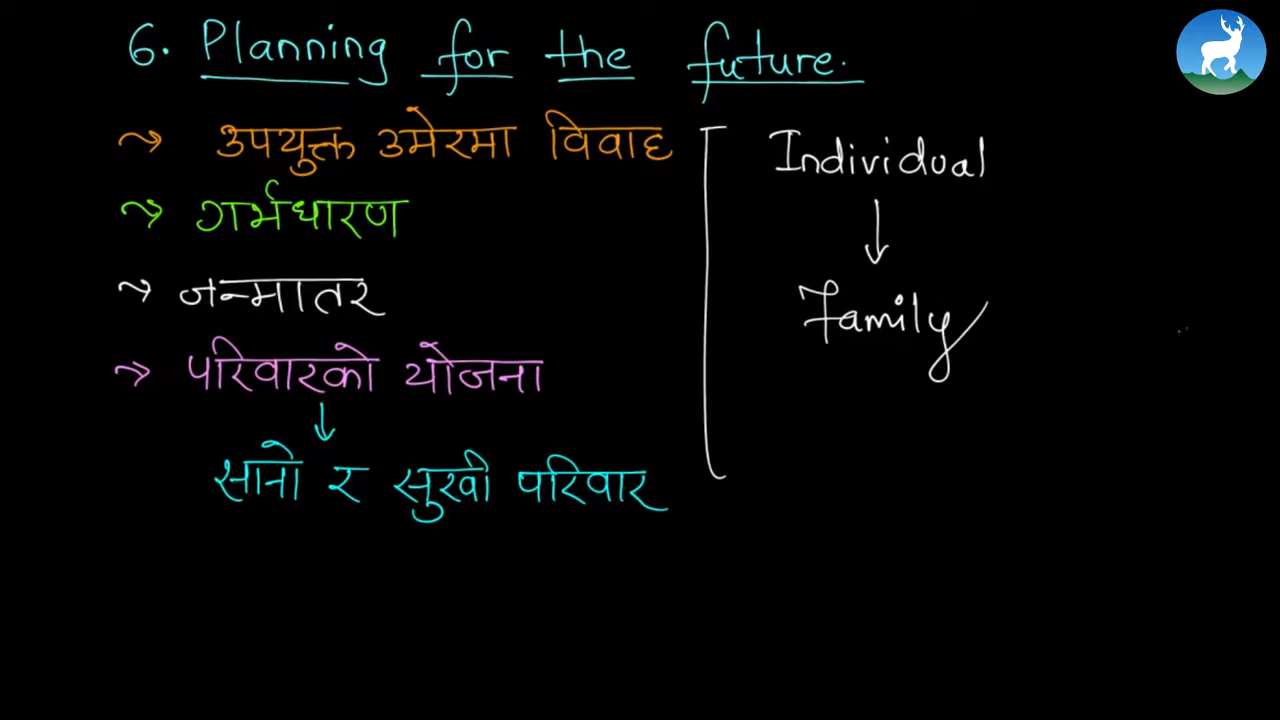 6. Planning for the future.
~> उपयुक्त उमेरमा विवाह
~> गर्भधारण
~> जन्मातर
~> परिवारको योजना
↓
सानो र सुखी परिवार
Individual
↓
Family